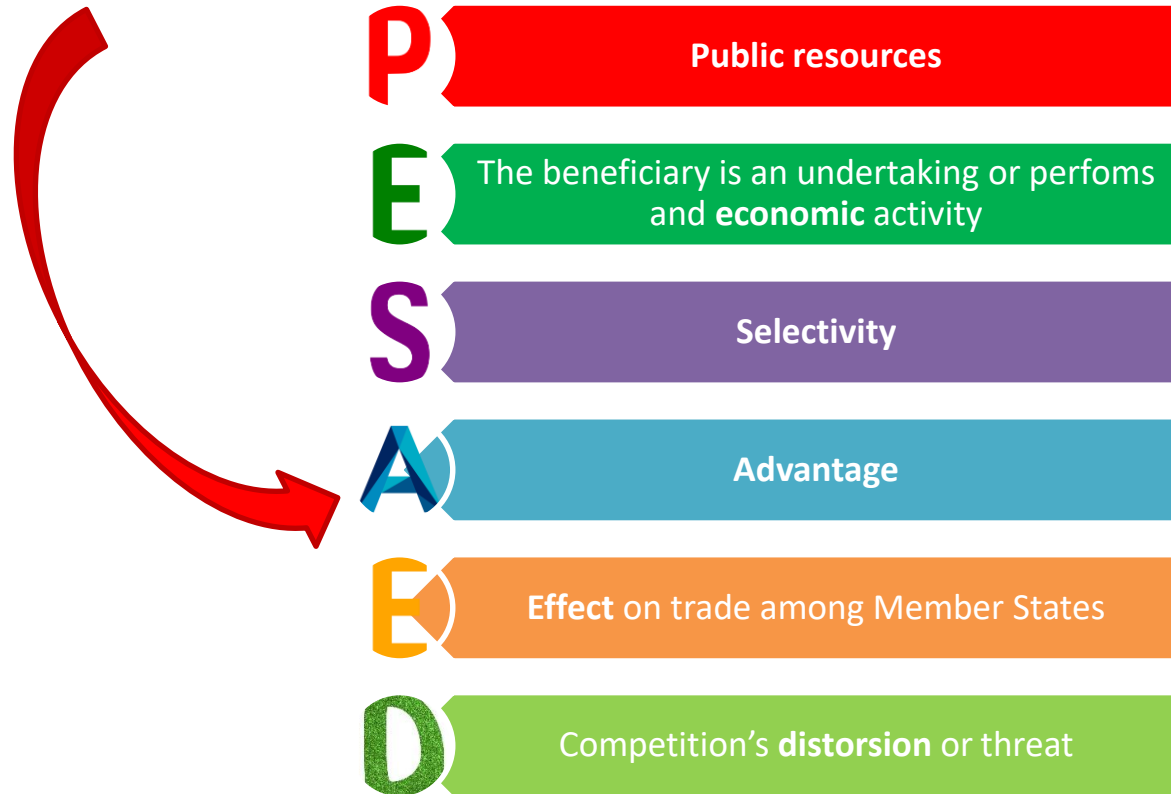 P
Public resources
E
The beneficiary is an undertaking or perfoms
and economic activity
S
Selectivity
A
Advantage
E
Effect on trade among Member States
D
Competition’s distorsion or threat